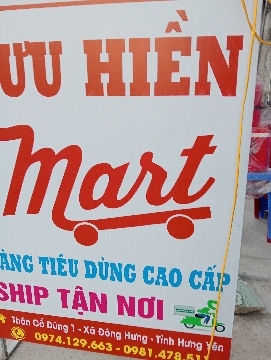 ƯU HIỀN
Mart
ÀNG TIÊU DÙNG CAO CẤP
SHIP TẬN NƠI
Thôn Cổ Dũng 1 - Xã Đông Hưng - Tỉnh Hưng Yên
0974.129.663 - 0981.478.51